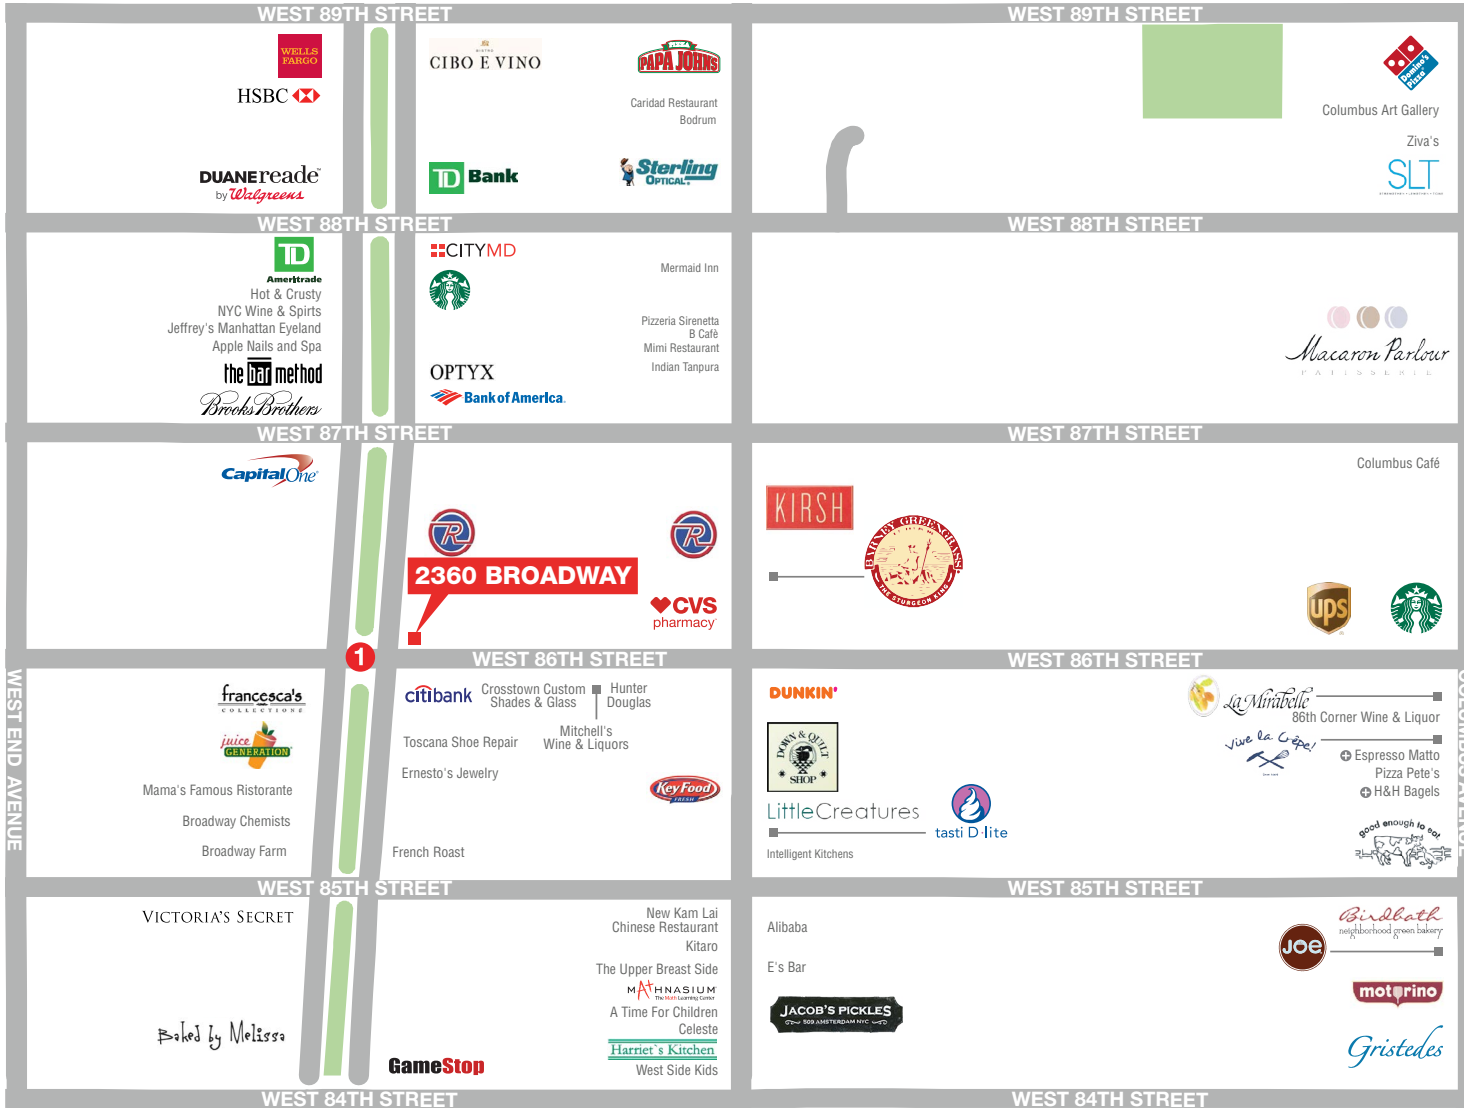 WEST 89TH STREET
WEST 89TH STREET
WELLS
FARGO
HSBC
DUANE reade
by Walgreens
BISTRO
CIBO E VINO
PIZZA
PAPA JOHNS
Caridad Restaurant
Bodrum
TD Bank
Sterling
OPTICAL
Domino's
Pizza
Columbus Art Gallery
Ziva's
SLT
WEST 88TH STREET
WEST 88TH STREET
TD
Ameritrade
Hot & Crusty
NYC Wine & Spirts
Jeffrey's Manhattan Eyeland
Apple Nails and Spa
the bar method
Brooks Brothers
CITYMD
OPTYX
Bank of America
Mermaid Inn
Pizzeria Sirenetta
B Cafè
Mimi Restaurant
Indian Tanpura
Macaron Parlour
PATISSERIE
WEST 87TH STREET
WEST 87TH STREET
Capital One
R
R
2360 BROADWAY
CVS
pharmacy
KIRSH
BARNEY GREENGRASS
THE STURGEON KING
Columbus Café
ups
1
WEST 86TH STREET
WEST 86TH STREET
WEST END AVENUE
COLUMBUS AVENUE
francesca's
COLLECTIONS
juice
GENERATION
Mama's Famous Ristorante
Broadway Chemists
Broadway Farm
citibank
Crosstown Custom
Shades & Glass
Hunter
Douglas
Mitchell's
Wine & Liquors
Toscana Shoe Repair
Ernesto's Jewelry
Key Food
FRESH
French Roast
DUNKIN'
DOWN & QUILT
SHOP
LittleCreatures
tasti D·lite
Intelligent Kitchens
La Mirabelle
86th Corner Wine & Liquor
Vive la Crêpe!
Espresso Matto
Pizza Pete's
H&H Bagels
good enough to eat
WEST 85TH STREET
WEST 85TH STREET
VICTORIA'S SECRET
Baked by Melissa
GameStop
New Kam Lai
Chinese Restaurant
Kitaro
The Upper Breast Side
MATHNASIUM
The Math Learning Center
A Time For Children
Celeste
Harriet`s Kitchen
West Side Kids
Alibaba
E's Bar
JACOB'S PICKLES
509 AMSTERDAM NYC
Birdbath
neighborhood green bakery
JOE
motorino
Gristedes
WEST 84TH STREET
WEST 84TH STREET